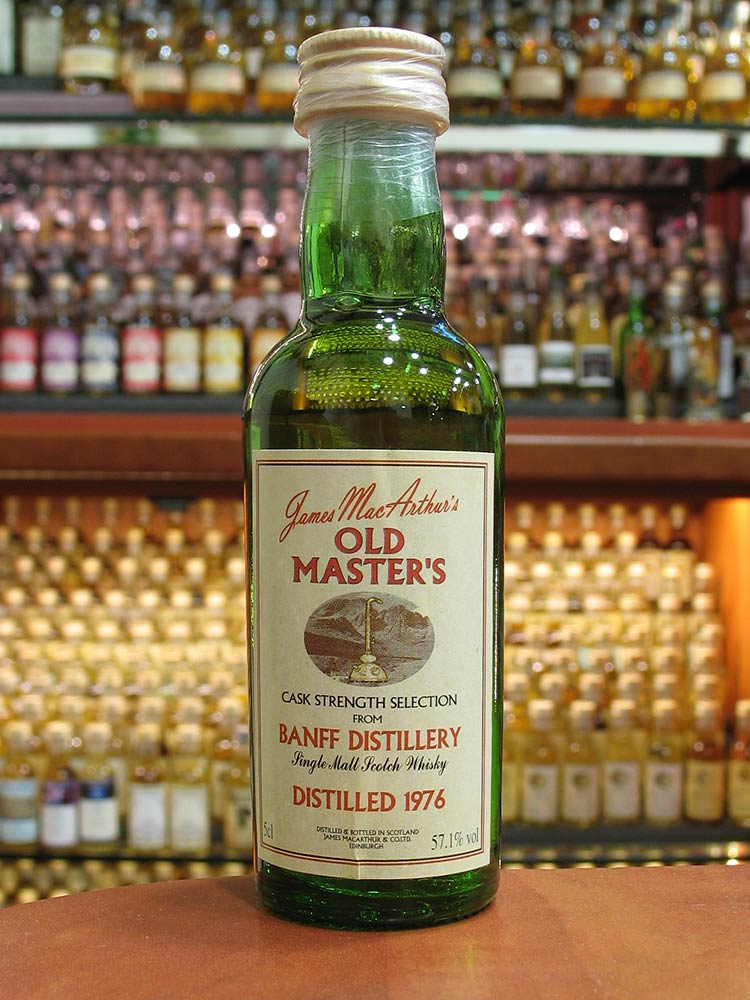 James MacArthur's
OLD
MASTER'S
CASK STRENGTH SELECTION
FROM
BANFF DISTILLERY
Single Malt Scotch Whisky
DISTILLED 1976
DISTILLED & BOTTLED IN SCOTLAND
JAMES MACARTHUR & CO.LTD.
EDINBURGH
5cl
57.1% vol